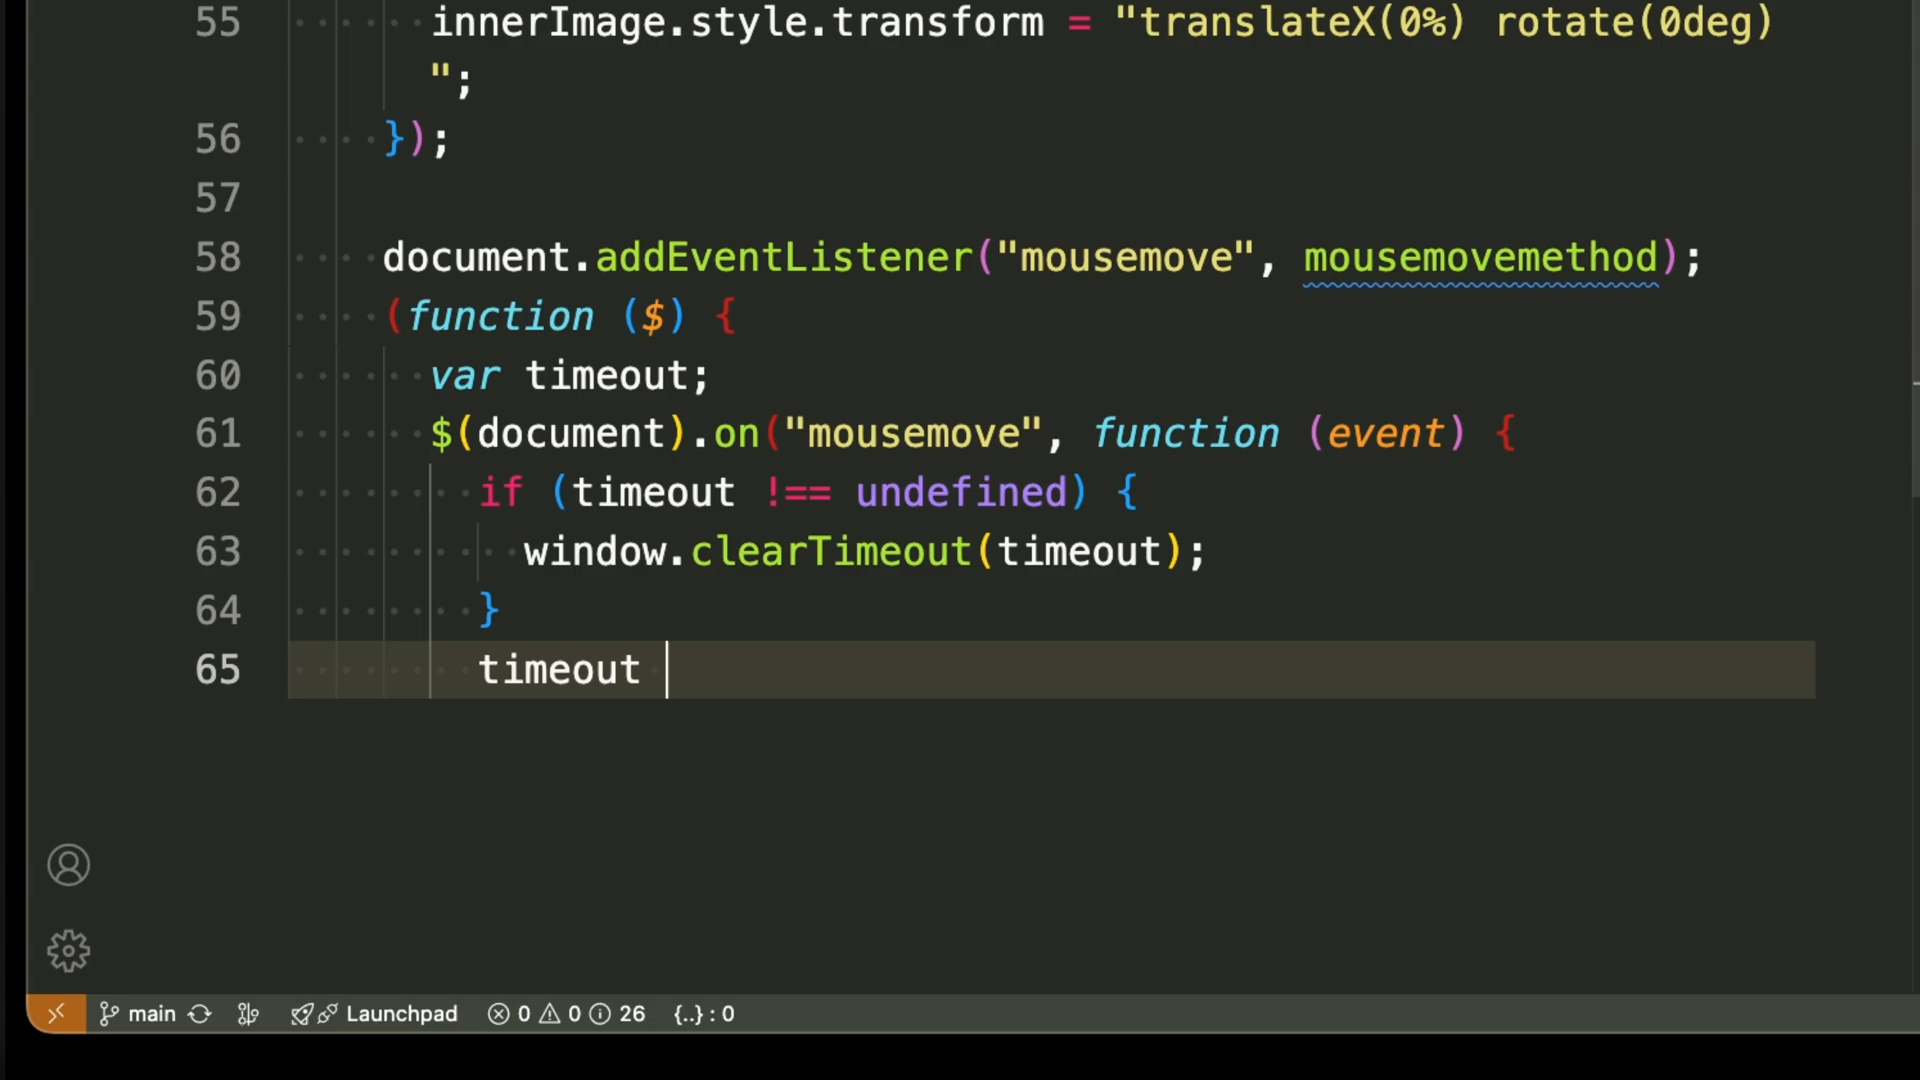 55 innerImage.style.transform = "translateX(0%) rotate(0deg)
";
56 });
57
58 document.addEventListener("mousemove", mousemovemethod);
59 (function ($) {
60 var timeout;
61 $(document).on("mousemove", function (event) {
62 if (timeout !== undefined) {
63 window.clearTimeout(timeout);
64 }
65 timeout
main Launchpad 0 0 26 {..} : 0